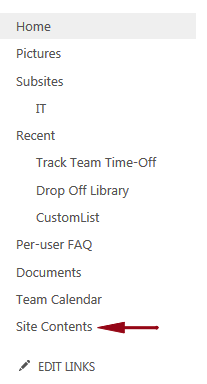 Home
Pictures
Subsites
IT
Recent
Track Team Time-Off
Drop Off Library
CustomList
Per-user FAQ
Documents
Team Calendar
Site Contents
EDIT LINKS